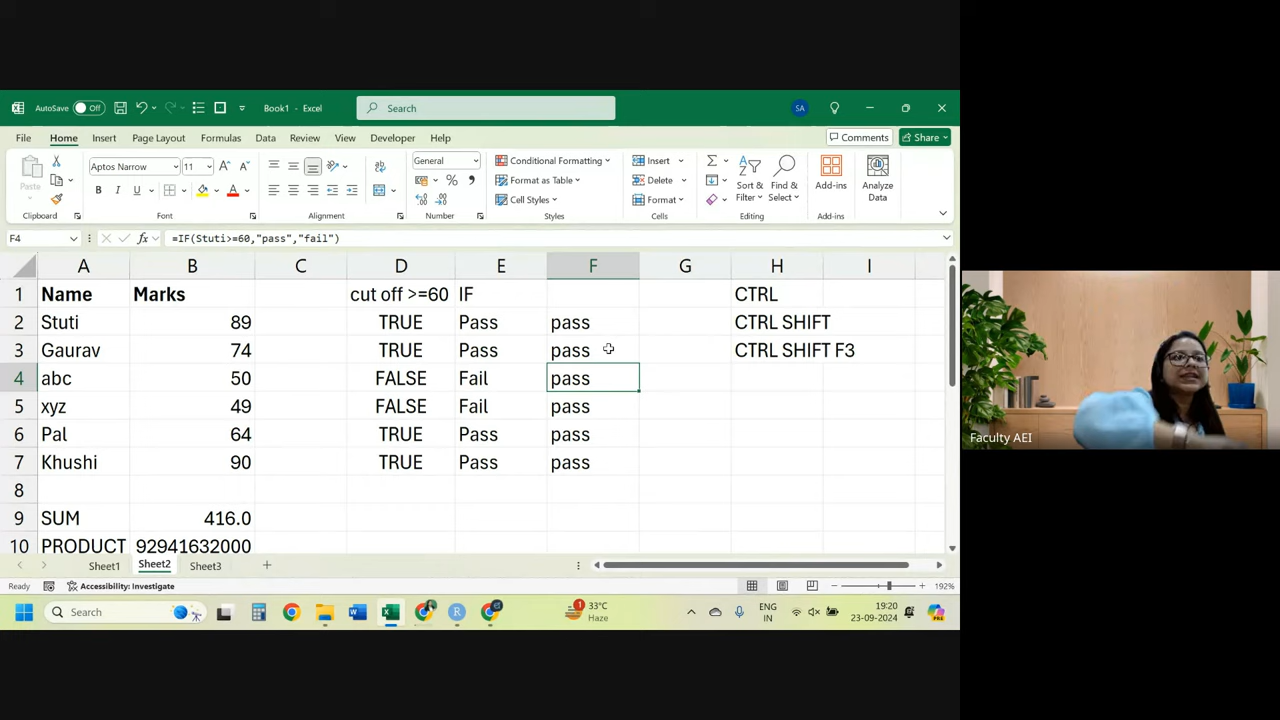 AutoSave Off Book1 - Excel Search SA
File Home Insert Page Layout Formulas Data Review View Developer Help Comments Share
Paste Aptos Narrow 11 General Conditional Formatting Insert Sort & Filter Find & Select Add-ins Analyze Data
B I U A Format as Table Delete
Cell Styles Format
Clipboard Font Alignment Number Styles Cells Editing Add-ins
F4 fx =IF(Stuti>=60,"pass","fail")
A B C D E F G H I
1 Name Marks cut off >=60 IF CTRL
2 Stuti 89 TRUE Pass pass CTRL SHIFT
3 Gaurav 74 TRUE Pass pass CTRL SHIFT F3
4 abc 50 FALSE Fail pass
5 xyz 49 FALSE Fail pass
6 Pal 64 TRUE Pass pass
7 Khushi 90 TRUE Pass pass
8
9 SUM 416.0
10 PRODUCT 92941632000
Sheet1 Sheet2 Sheet3
Ready Accessibility: Investigate 192%
Search 33°C Haze ENG IN 19:20 23-09-2024
Faculty AEI